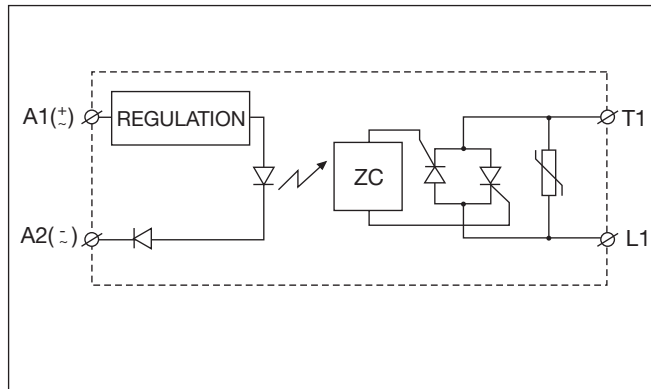 A1(+~)
REGULATION
T1
ZC
A2(-~)
L1